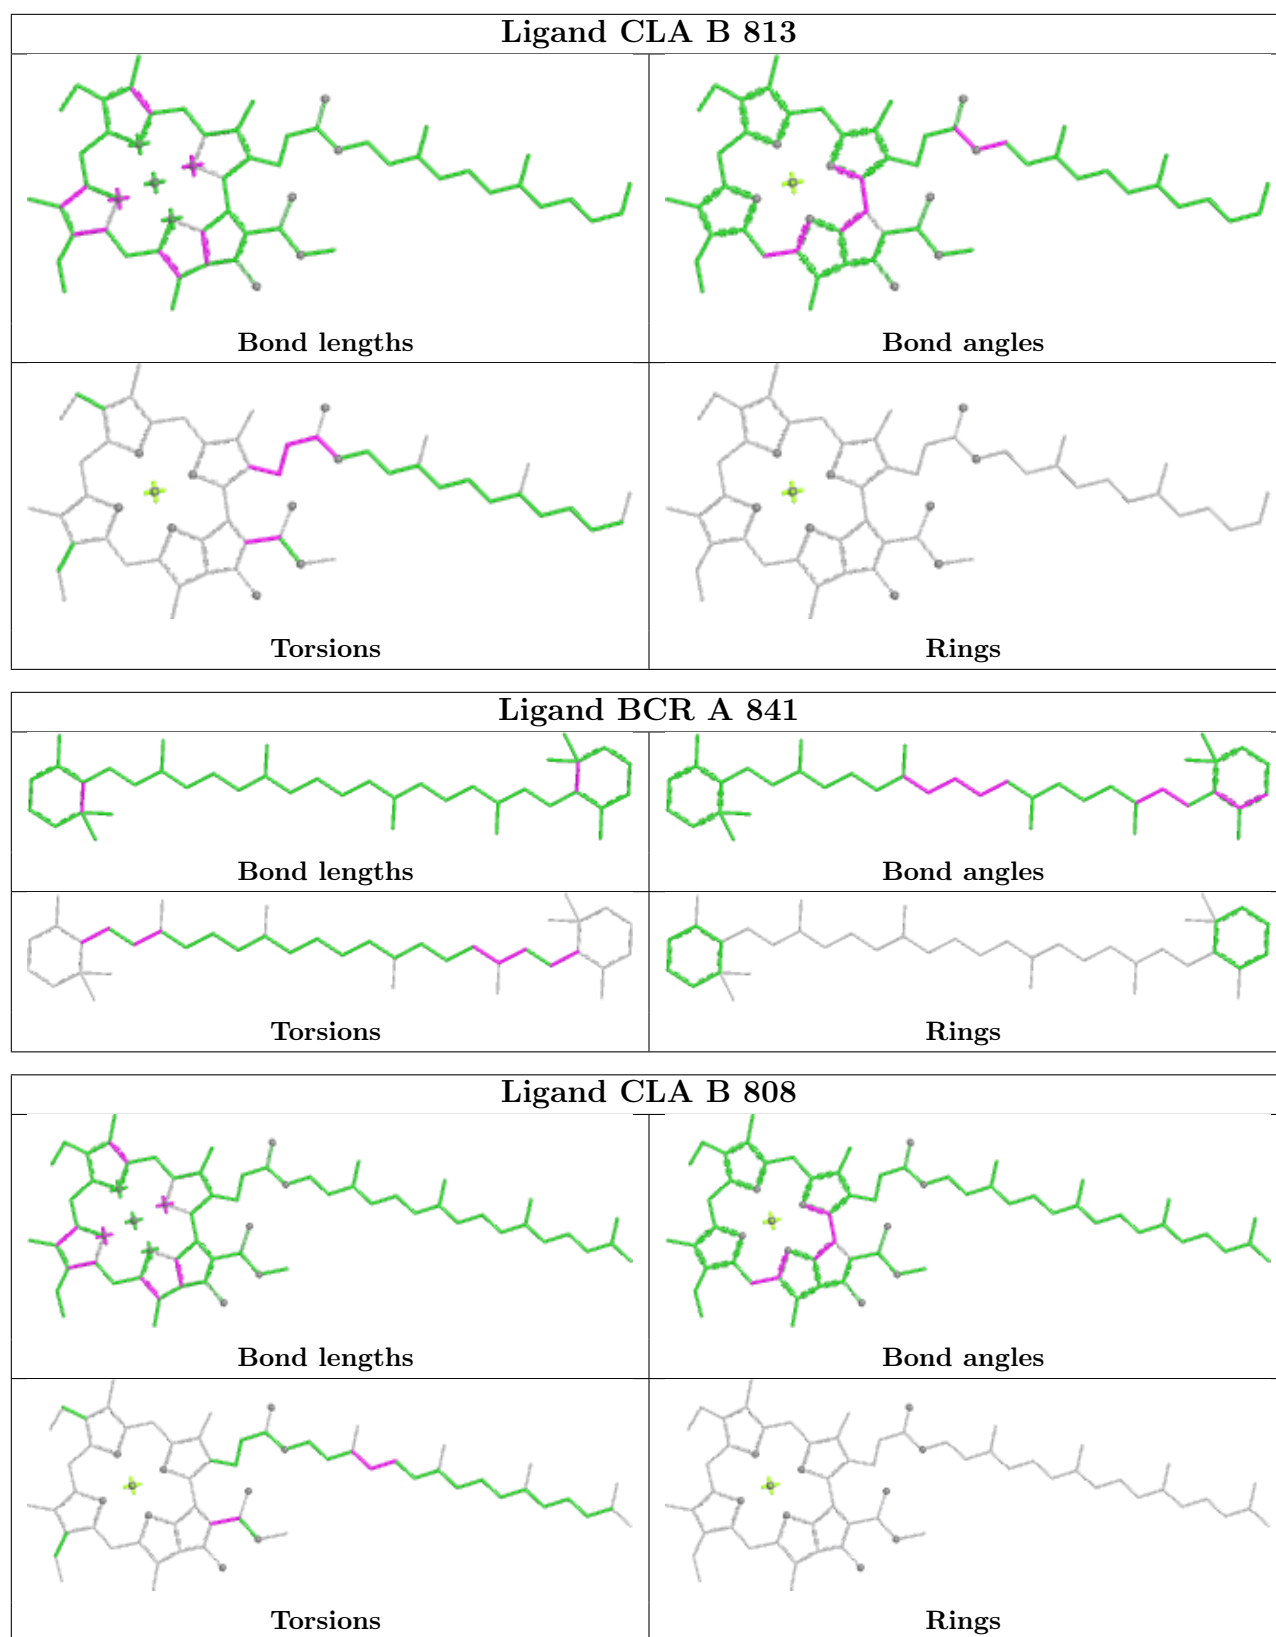 Ligand CLA B 813
Bond lengths
Bond angles
Torsions
Rings
Ligand BCR A 841
Bond lengths
Bond angles
Torsions
Rings
Ligand CLA B 808
Bond lengths
Bond angles
Torsions
Rings